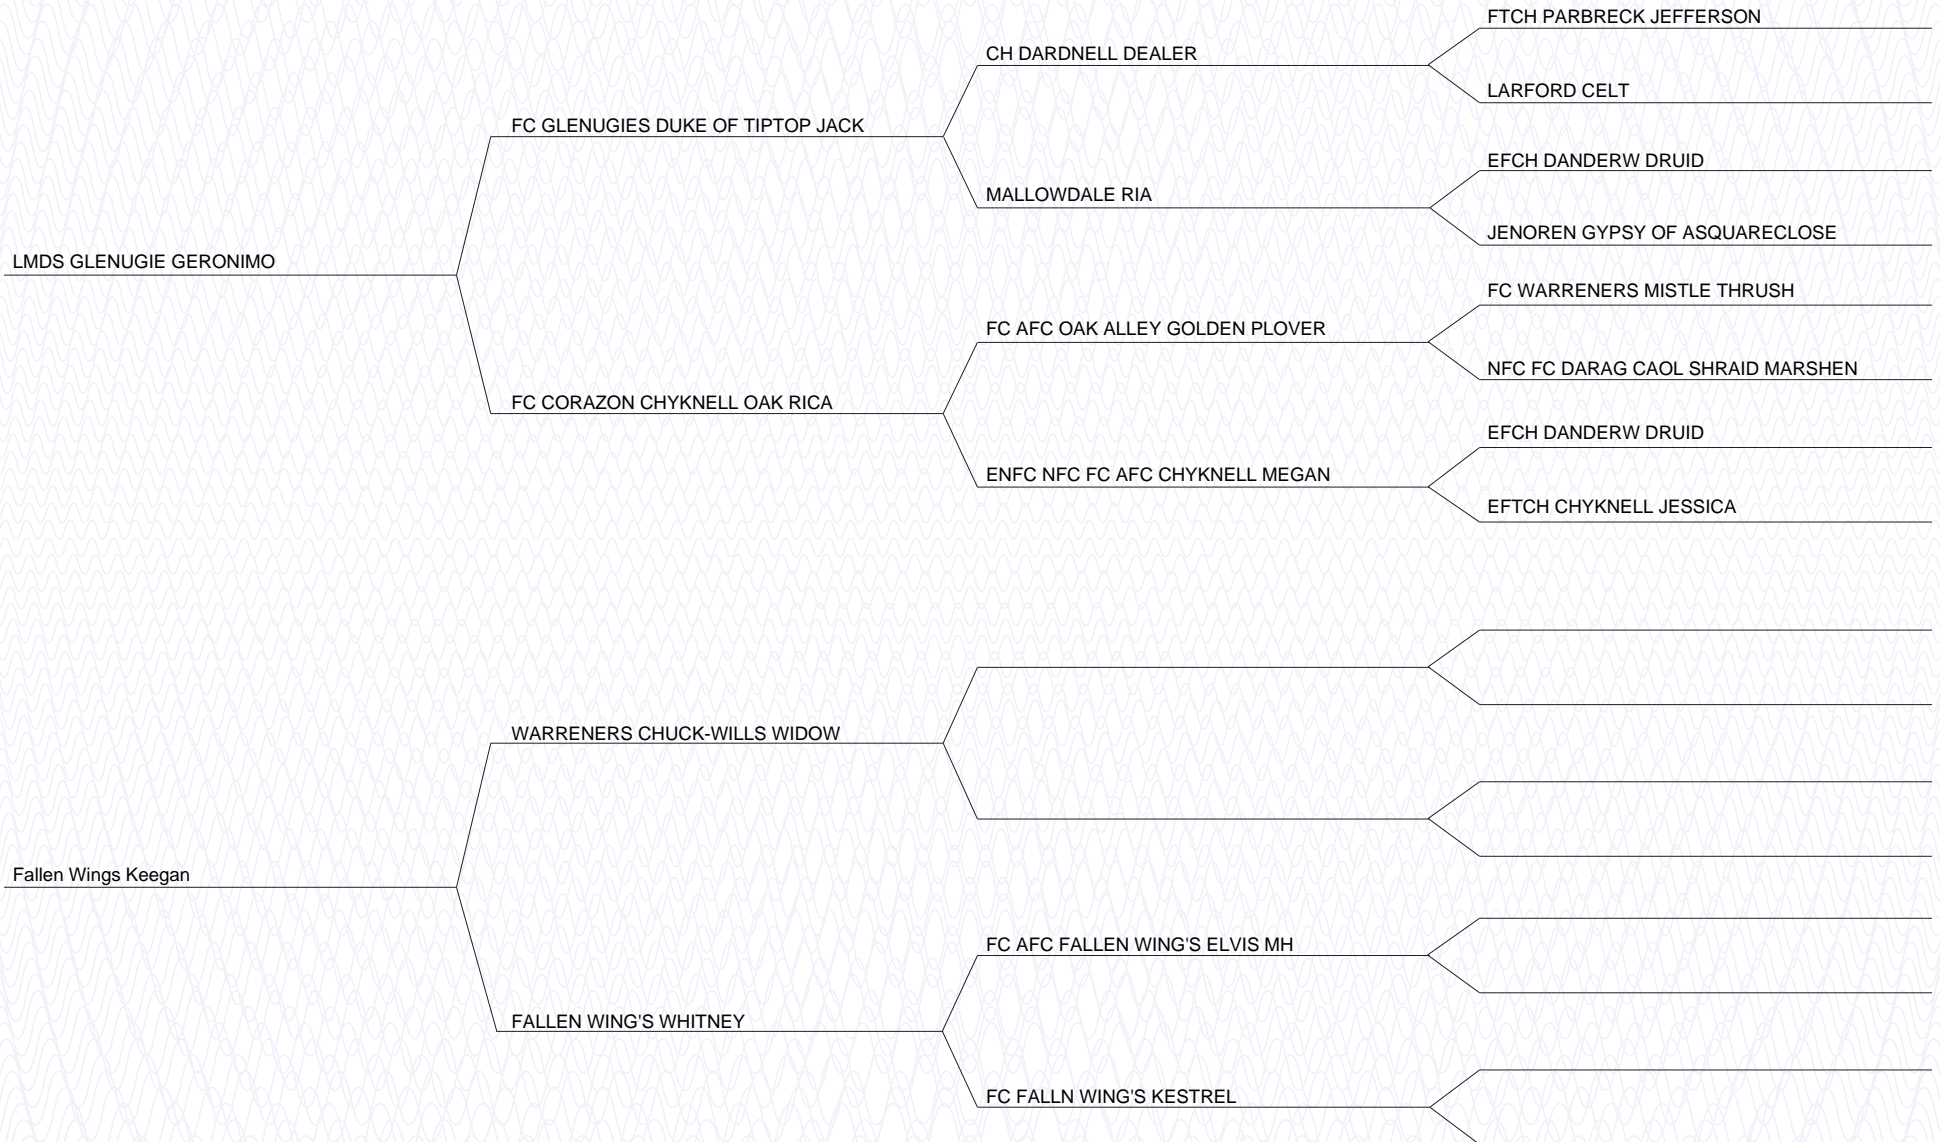 FTCH PARBRECK JEFFERSON
CH DARDNELL DEALER
LARFORD CELT
FC GLENUGIES DUKE OF TIPTOP JACK
EFCH DANDERW DRUID
MALLOWDALE RIA
JENOREN GYPSY OF ASQUARECLOSE
LMDS GLENUGIE GERONIMO
FC WARRENERS MISTLE THRUSH
FC AFC OAK ALLEY GOLDEN PLOVER
NFC FC DARAG CAOL SHRAID MARSHEN
FC CORAZON CHYKNELL OAK RICA
EFCH DANDERW DRUID
ENFC NFC FC AFC CHYKNELL MEGAN
EFTCH CHYKNELL JESSICA
WARRENERS CHUCK-WILLS WIDOW
Fallen Wings Keegan
FC AFC FALLEN WING'S ELVIS MH
FALLEN WING'S WHITNEY
FC FALLN WING'S KESTREL